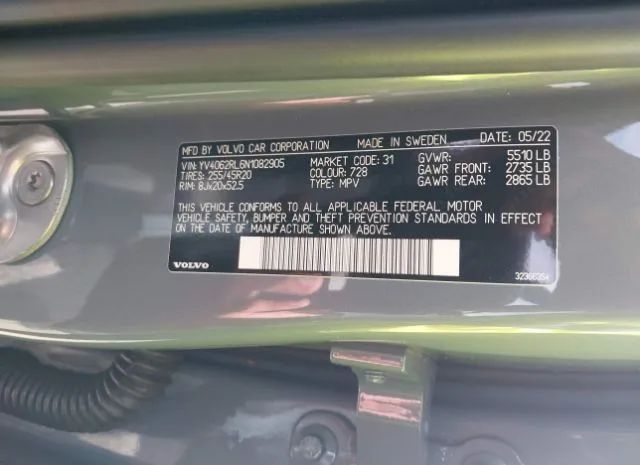 MFD BY VOLVO CAR CORPORATION MADE IN SWEDEN DATE: 05/22
VIN: YV4062RL6N1082905 MARKET CODE: 31 GVWR: 5510 LB
TIRES: 255/45R20 COLOUR: 728 GAWR FRONT: 2735 LB
RIM: 8Jx20x52.5 TYPE: MPV GAWR REAR: 2865 LB
THIS VEHICLE CONFORMS TO ALL APPLICABLE FEDERAL MOTOR
VEHICLE SAFETY, BUMPER AND THEFT PREVENTION STANDARDS IN EFFECT
ON THE DATE OF MANUFACTURE SHOWN ABOVE.
VOLVO